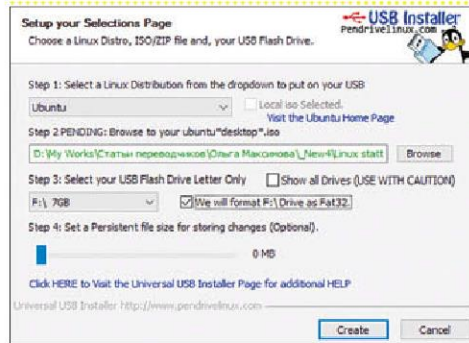 Setup your Selections Page
Choose a Linux Distro, ISO/ZIP file and, your USB Flash Drive.
USB Installer
Pendrivelinux.com
Step 1: Select a Linux Distribution from the dropdown to put on your USB
Ubuntu
Local iso Selected.
Visit the Ubuntu Home Page
Step 2 PENDING: Browse to your ubuntu*desktop*.iso
D:\My Works\Статьи переводчиков\Ольга Максимова\_New4\Linux statt
Browse
Step 3: Select your USB Flash Drive Letter Only
Show all Drives (USE WITH CAUTION)
F:\ 7GB
We will format F:\ Drive as Fat32.
Step 4: Set a Persistent file size for storing changes (Optional).
0 MB
Click HERE to Visit the Universal USB Installer Page for additional HELP
Universal USB Installer http://www.pendrivelinux.com
Create
Cancel